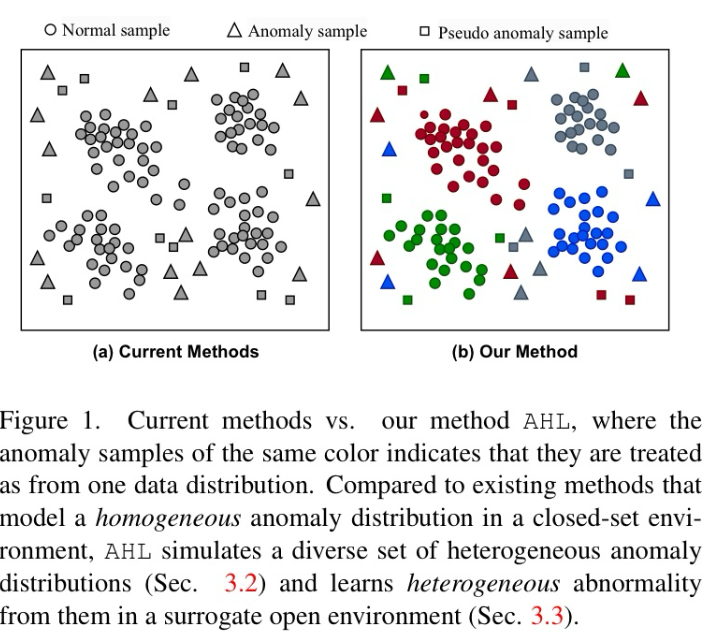 Normal sample Anomaly sample Pseudo anomaly sample
(a) Current Methods (b) Our Method
Figure 1. Current methods vs. our method AHL, where the
anomaly samples of the same color indicates that they are treated
as from one data distribution. Compared to existing methods that
model a homogeneous anomaly distribution in a closed-set envi-
ronment, AHL simulates a diverse set of heterogeneous anomaly
distributions (Sec. 3.2) and learns heterogeneous abnormality
from them in a surrogate open environment (Sec. 3.3).